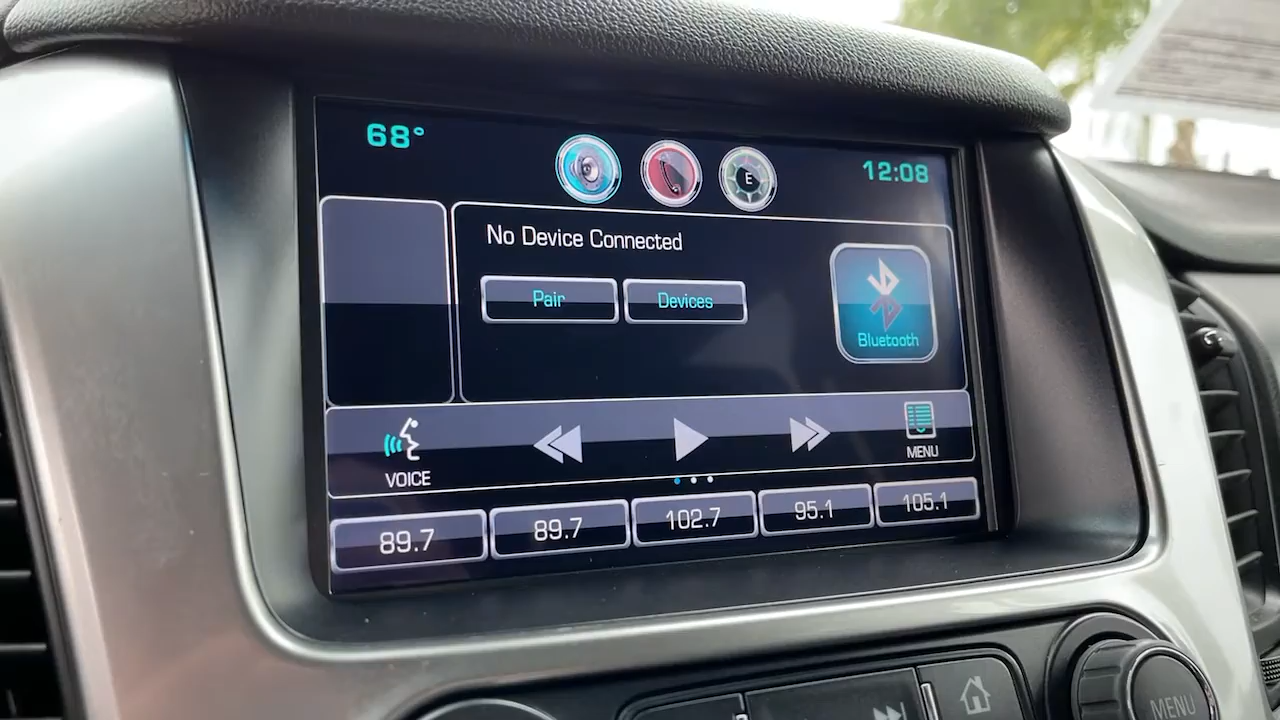 68°
E
12:08
No Device Connected
Pair
Devices
Bluetooth
VOICE
MENU
89.7
89.7
102.7
95.1
105.1
MENU